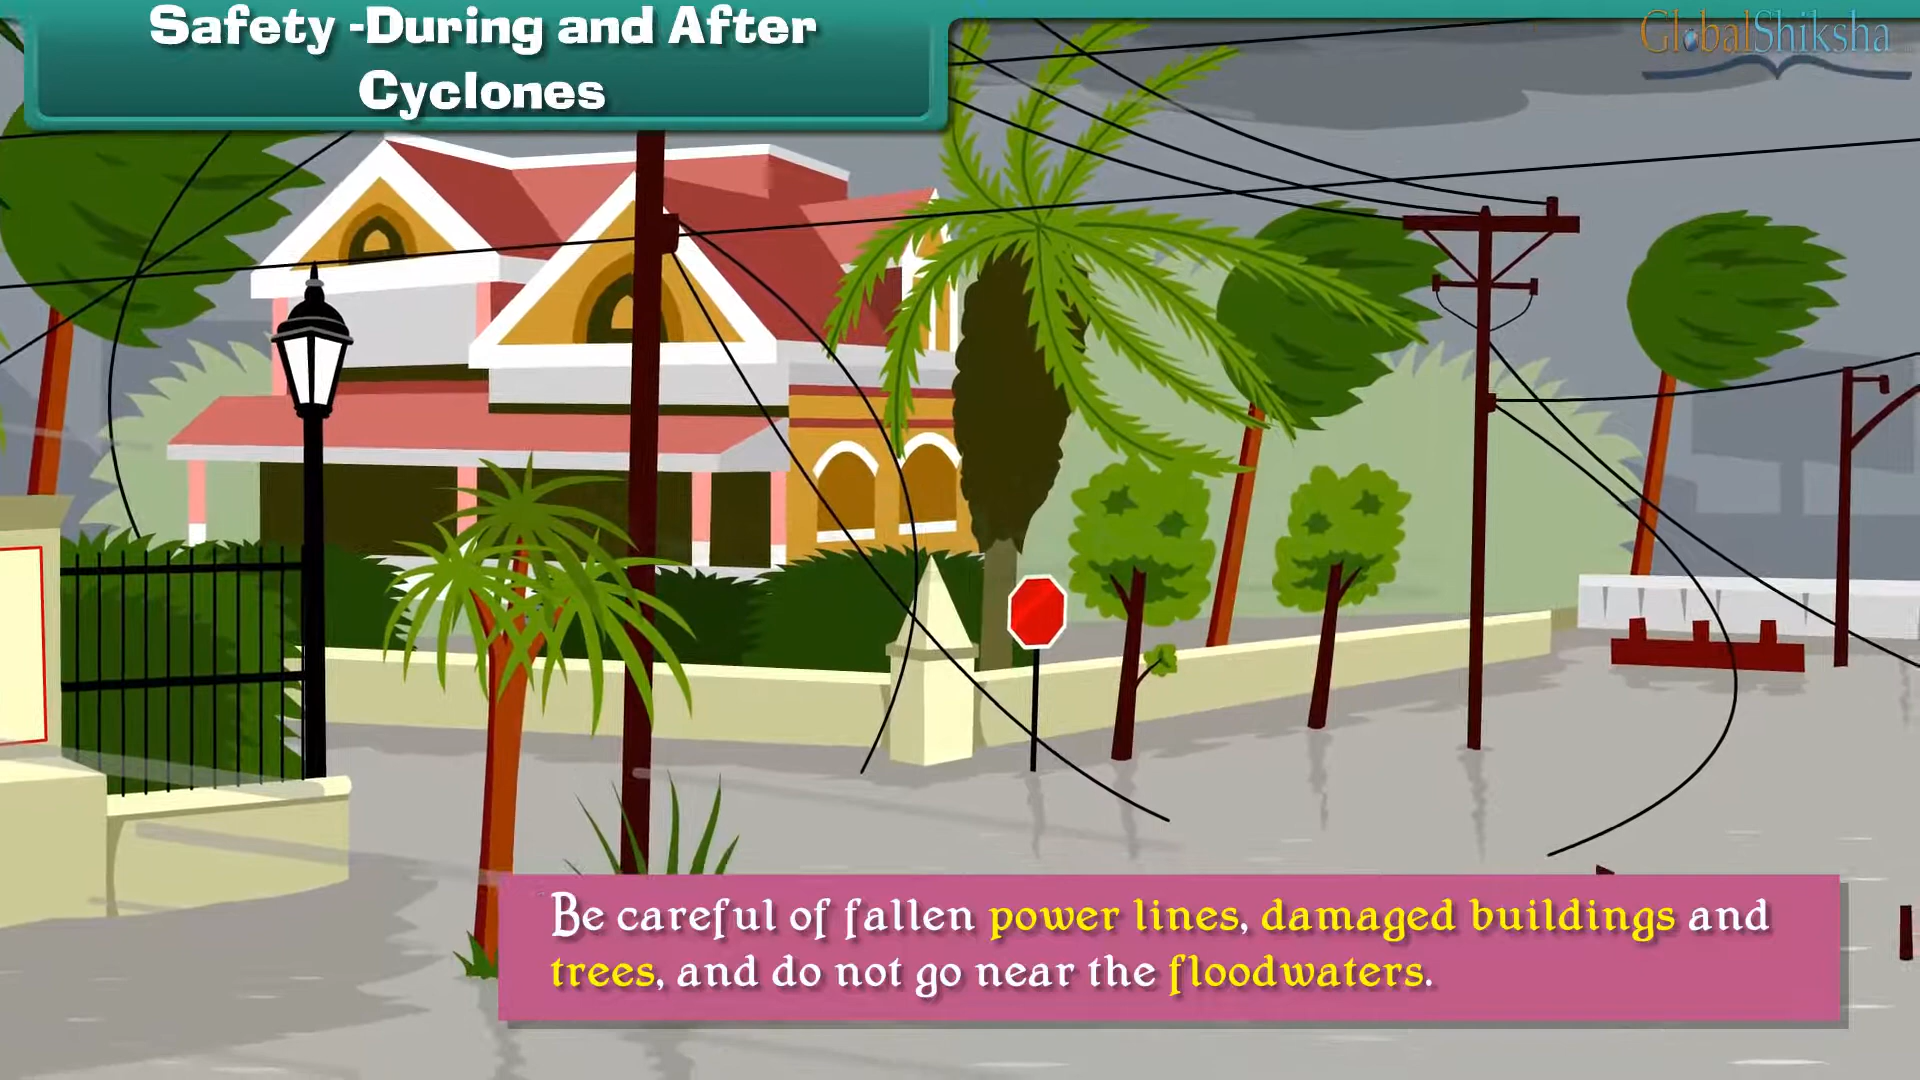 Safety -During and After
Cyclones
GlobalShiksha
Be careful of fallen power lines, damaged buildings and
trees, and do not go near the floodwaters.